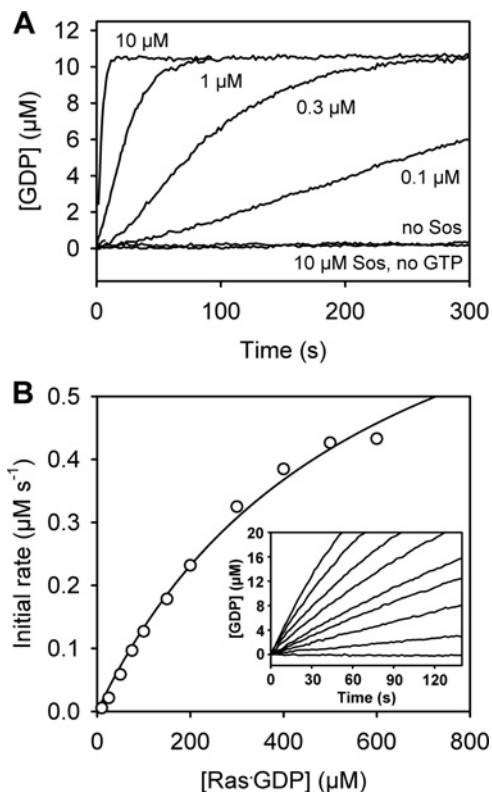 A
[GDP] (µM)
12
10
8
6
4
2
0
10 µM
1 µM
0.3 µM
0.1 µM
no Sos
10 µM Sos, no GTP
0 100 200 300
Time (s)
B
Initial rate (µM s⁻¹)
0.5
0.4
0.3
0.2
0.1
0.0
[GDP] (µM)
20
16
12
8
4
0
0 30 60 90 120
Time (s)
0 200 400 600 800
[Ras·GDP] (µM)